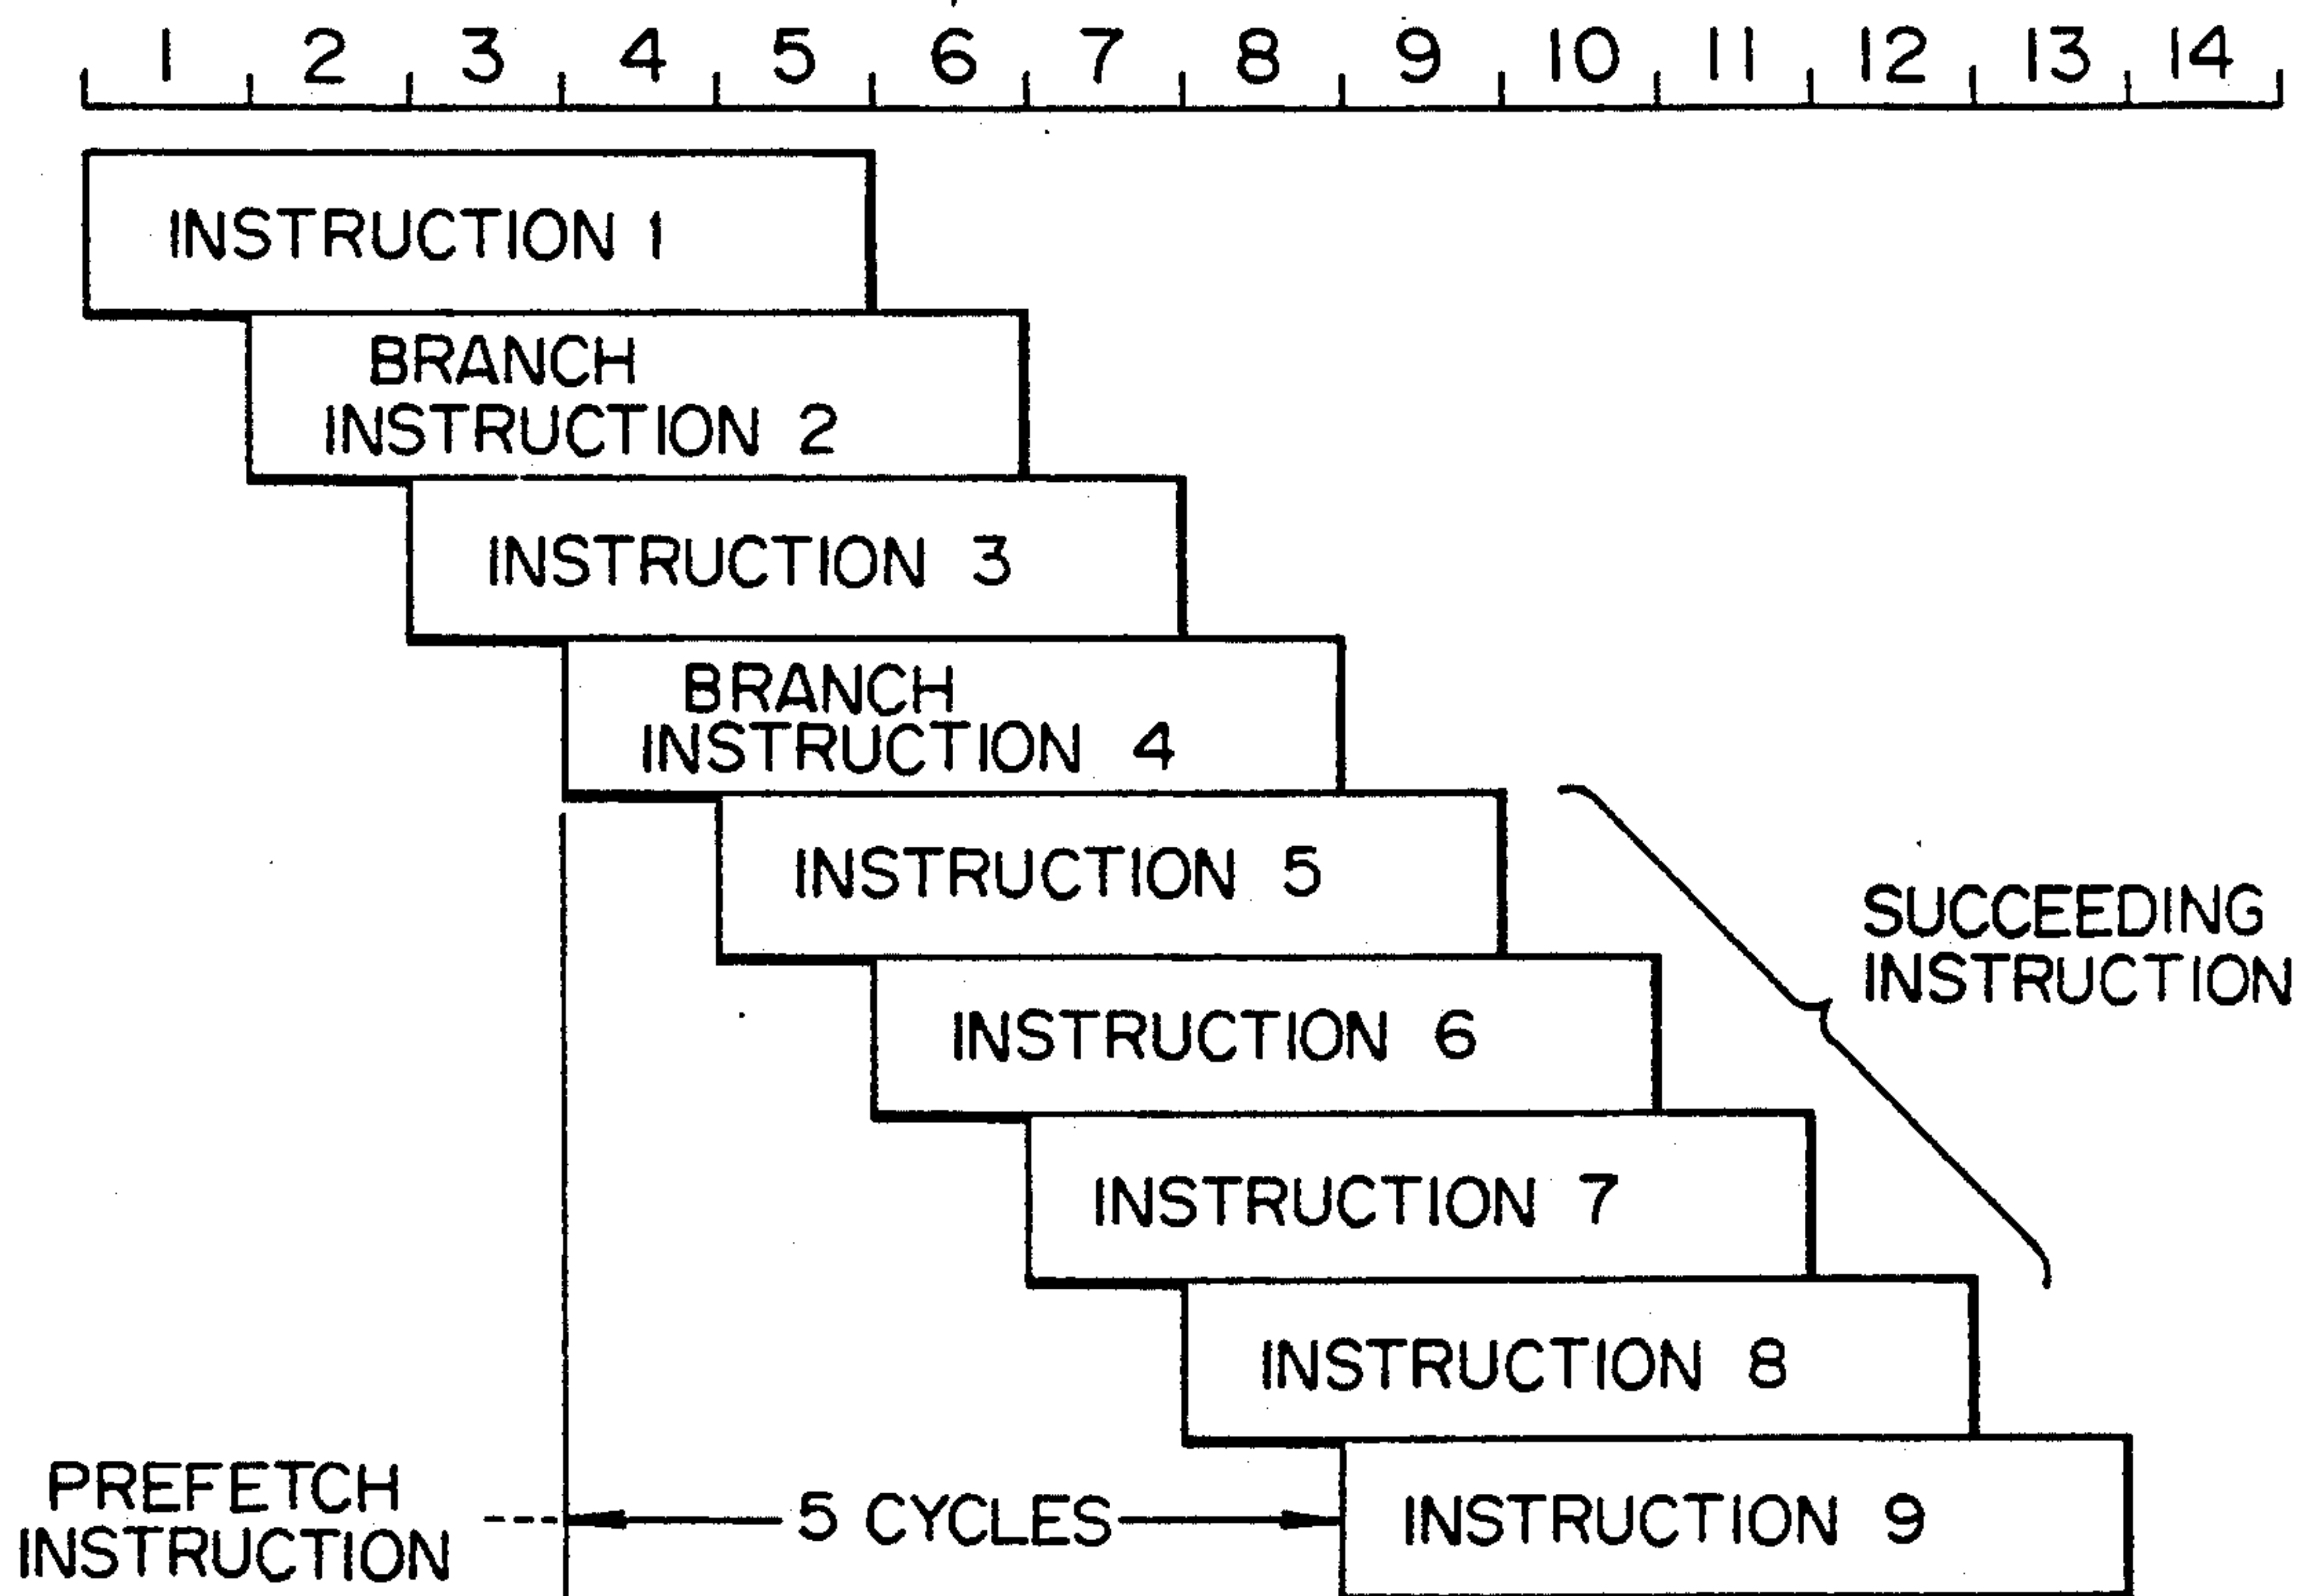 1 2 3 4 5 6 7 8 9 10 11 12 13 14
INSTRUCTION 1
BRANCH
INSTRUCTION 2
INSTRUCTION 3
BRANCH
INSTRUCTION 4
INSTRUCTION 5
SUCCEEDING
INSTRUCTION
INSTRUCTION 6
INSTRUCTION 7
INSTRUCTION 8
PREFETCH
INSTRUCTION
5 CYCLES
INSTRUCTION 9